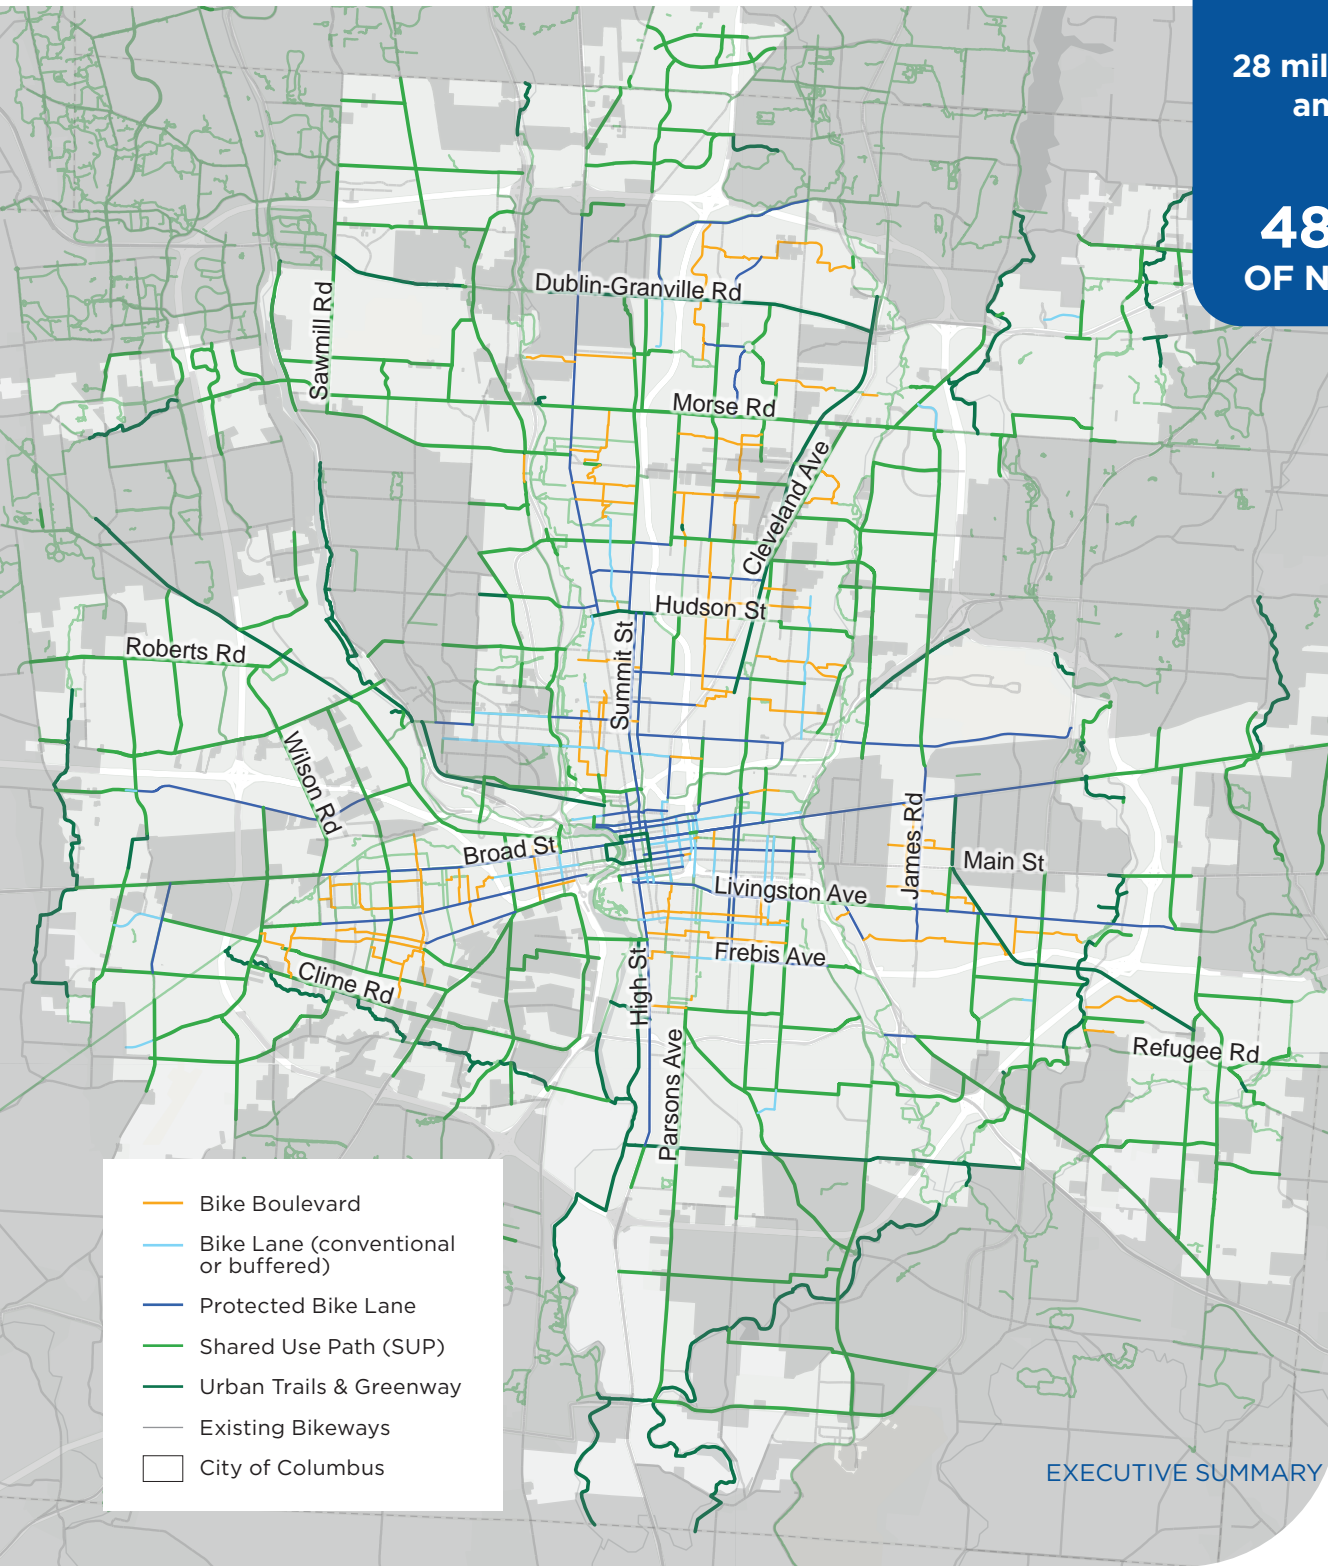 28 mil
an
48
OF N
Dublin-Granville Rd
Sawmill Rd
Morse Rd
Cleveland Ave
Hudson St
Summit St
Roberts Rd
Wilson Rd
Broad St
James Rd
Main St
Livingston Ave
Frebis Ave
High St
Clime Rd
Parsons Ave
Refugee Rd
Bike Boulevard
Bike Lane (conventional
or buffered)
Protected Bike Lane
Shared Use Path (SUP)
Urban Trails & Greenway
Existing Bikeways
City of Columbus
EXECUTIVE SUMMARY